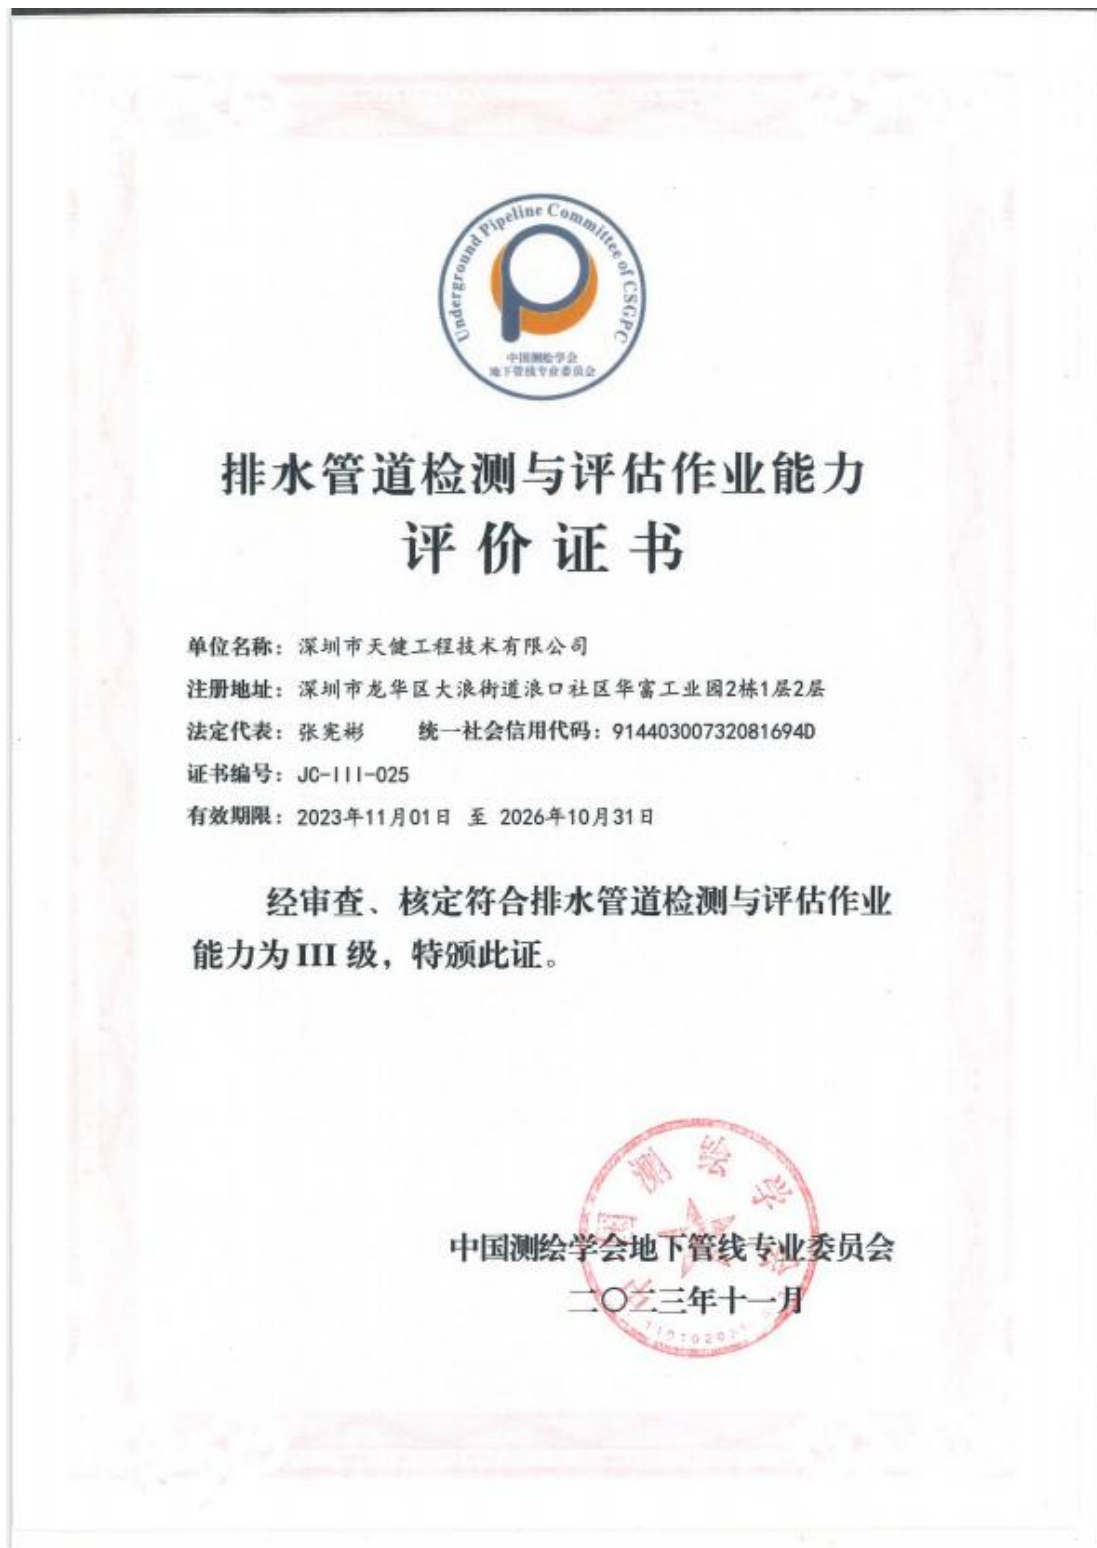 Underground Pipeline Committee of CSGPC
中国测绘学会
地下管线专业委员会
排水管道检测与评估作业能力
评价证书
单位名称：深圳市天健工程技术有限公司
注册地址：深圳市龙华区大浪街道浪口社区华富工业园2栋1层2层
法定代表：张宪彬 统一社会信用代码：91440300732081694D
证书编号：JC-III-025
有效期限：2023年11月01日 至 2026年10月31日
经审查、核定符合排水管道检测与评估作业
能力为III级，特颁此证。
中国测绘学会
中国测绘学会地下管线专业委员会
二〇二三年十一月